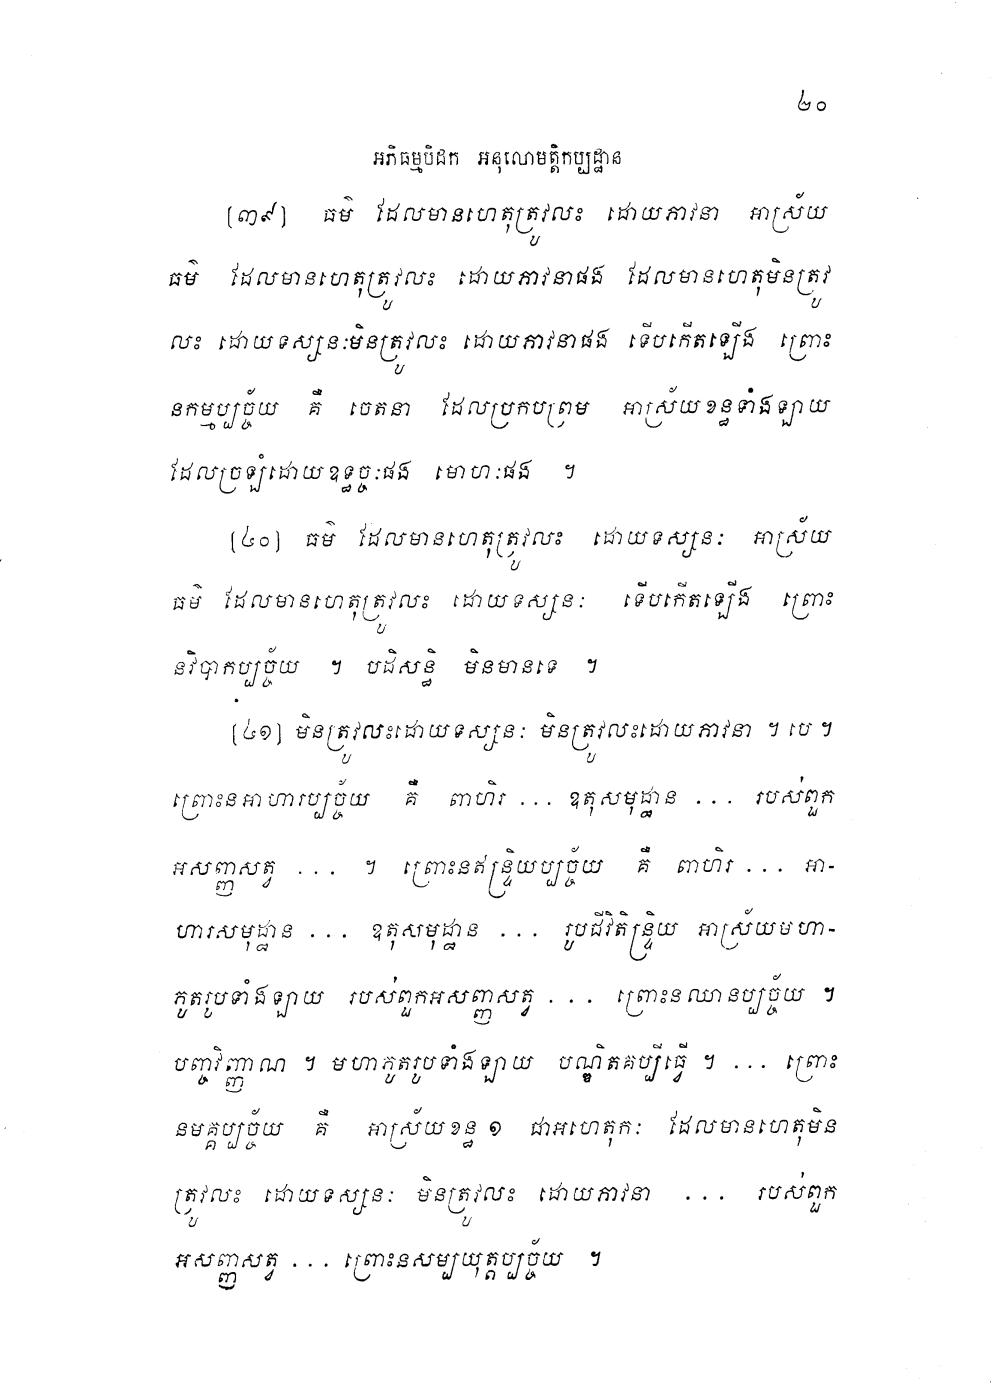 ៤០
អភិធម្មបិដក អនុលោមត្តិកប្បដ្ឋាន
[៣៩] ធម៌ ដែលមានហេតុត្រូវលះ ដោយភាវនា អាស្រ័យ
ធម៌ ដែលមានហេតុត្រូវលះ ដោយភាវនាផង ដែលមានហេតុមិនត្រូវ
លះ ដោយទស្សនៈមិនត្រូវលះ ដោយភាវនាផង ទើបកើតឡើង ព្រោះ
នកម្មប្បច្ច័យ គឺ ចេតនា ដែលប្រកបព្រម អាស្រ័យខន្ធទាំងឡាយ
ដែលច្រឡំដោយឧទ្ធច្ចៈផង មោហៈផង ។
[៤០] ធម៌ ដែលមានហេតុត្រូវលះ ដោយទស្សនៈ អាស្រ័យ
ធម៌ ដែលមានហេតុត្រូវលះ ដោយទស្សនៈ ទើបកើតឡើង ព្រោះ
នវិបាកប្បច្ច័យ ។ បដិសន្ធិ មិនមានទេ ។
[៤១] មិនត្រូវលះដោយទស្សនៈ មិនត្រូវលះដោយភាវនា ។ បេ ។
ព្រោះនអាហារប្បច្ច័យ គឺ ពាហិរ ... ឧតុសមុដ្ឋាន ... របស់ពួក
អសញ្ញសត្វ ... ។ ព្រោះនឥន្ទ្រិយប្បច្ច័យ គឺ ពាហិរ ... អា-
ហារសមុដ្ឋាន ... ឧតុសមុដ្ឋាន ... រូបជីវិតិន្ទ្រិយ អាស្រ័យមហា-
ភូតរូបទាំងឡាយ របស់ពួកអសញ្ញសត្វ ... ព្រោះនឈានប្បច្ច័យ ។
បញ្ចវិញ្ញាណ ។ មហាភូតរូបទាំងឡាយ បណ្ឌិតគប្បីធ្វើ ។ ... ព្រោះ
នមគ្គប្បច្ច័យ គឺ អាស្រ័យខន្ធ ១ ជាអហេតុកៈ ដែលមានហេតុមិន
ត្រូវលះ ដោយទស្សនៈ មិនត្រូវលះ ដោយភាវនា ... របស់ពួក
អសញ្ញសត្វ ... ព្រោះនសម្បយុត្តប្បច្ច័យ ។